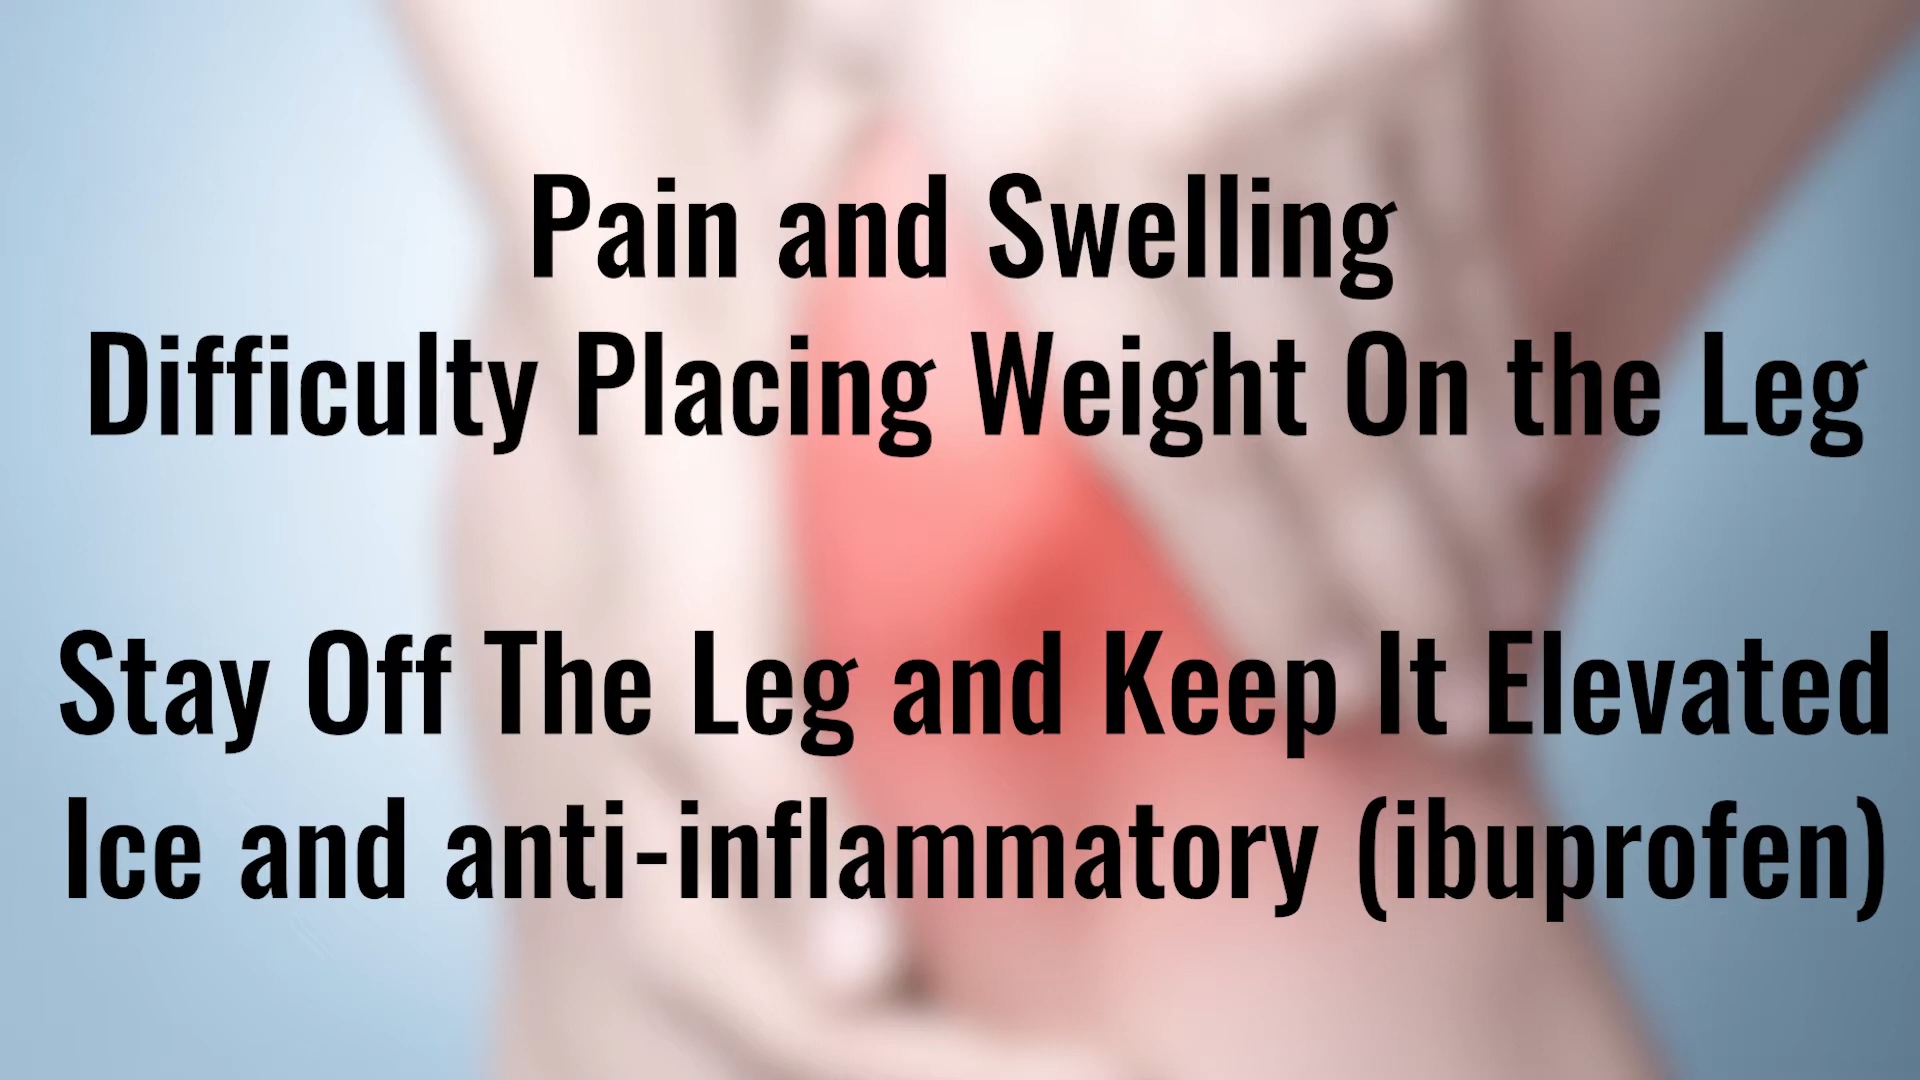 Pain and Swelling
Difficulty Placing Weight On the Leg
Stay Off The Leg and Keep It Elevated
Ice and anti-inflammatory (ibuprofen)